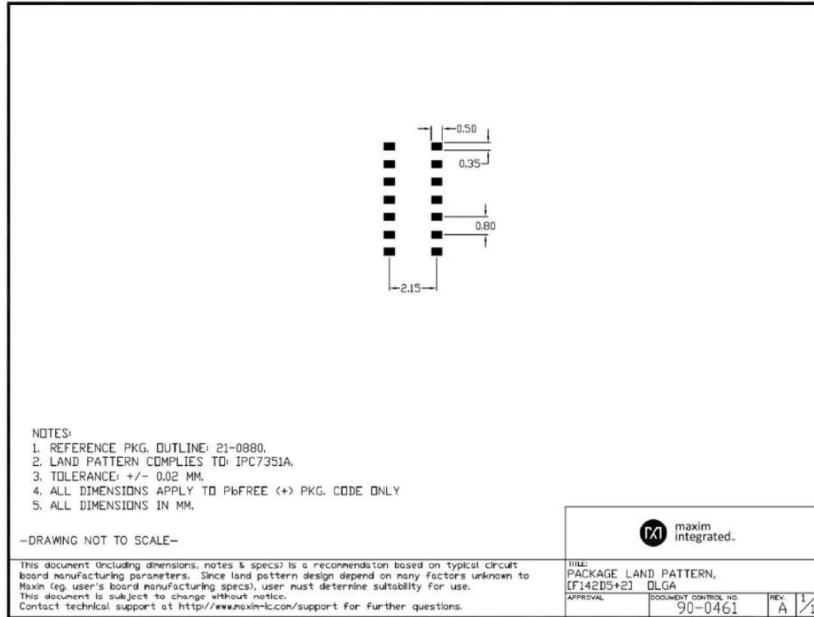 0.50
0.35
0.80
2.15
NOTES:
1. REFERENCE PKG. OUTLINE: 21-0880.
2. LAND PATTERN COMPLIES TO: IPC7351A.
3. TOLERANCE: +/- 0.02 MM.
4. ALL DIMENSIONS APPLY TO PbFREE (+) PKG. CODE ONLY
5. ALL DIMENSIONS IN MM.
-DRAWING NOT TO SCALE-
This document (including dimensions, notes & specs) is a recommendaton based on typical circuit
board manufacturing parameters. Since land pattern design depend on many factors unknown to
Maxim (eg. user's board manufacturing specs), user must determine suitability for use.
This document is subject to change without notice.
Contact technical support at http://www.maxim-ic.com/support for further questions.
maxim
integrated™
TITLE:
PACKAGE LAND PATTERN,
[F142D5+2] OLGA
APPROVAL
DOCUMENT CONTROL NO.
90-0461
REV.
A
1/1